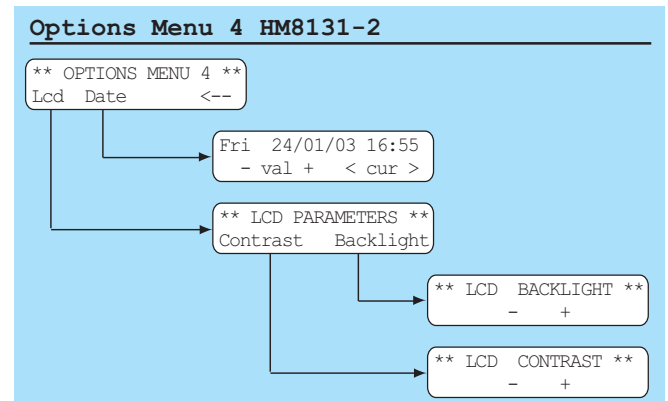 Options Menu 4 HM8131-2
** OPTIONS MENU 4 **
Lcd Date <--
Fri 24/01/03 16:55
- val + < cur >
** LCD PARAMETERS **
Contrast Backlight
** LCD BACKLIGHT **
- +
** LCD CONTRAST **
- +